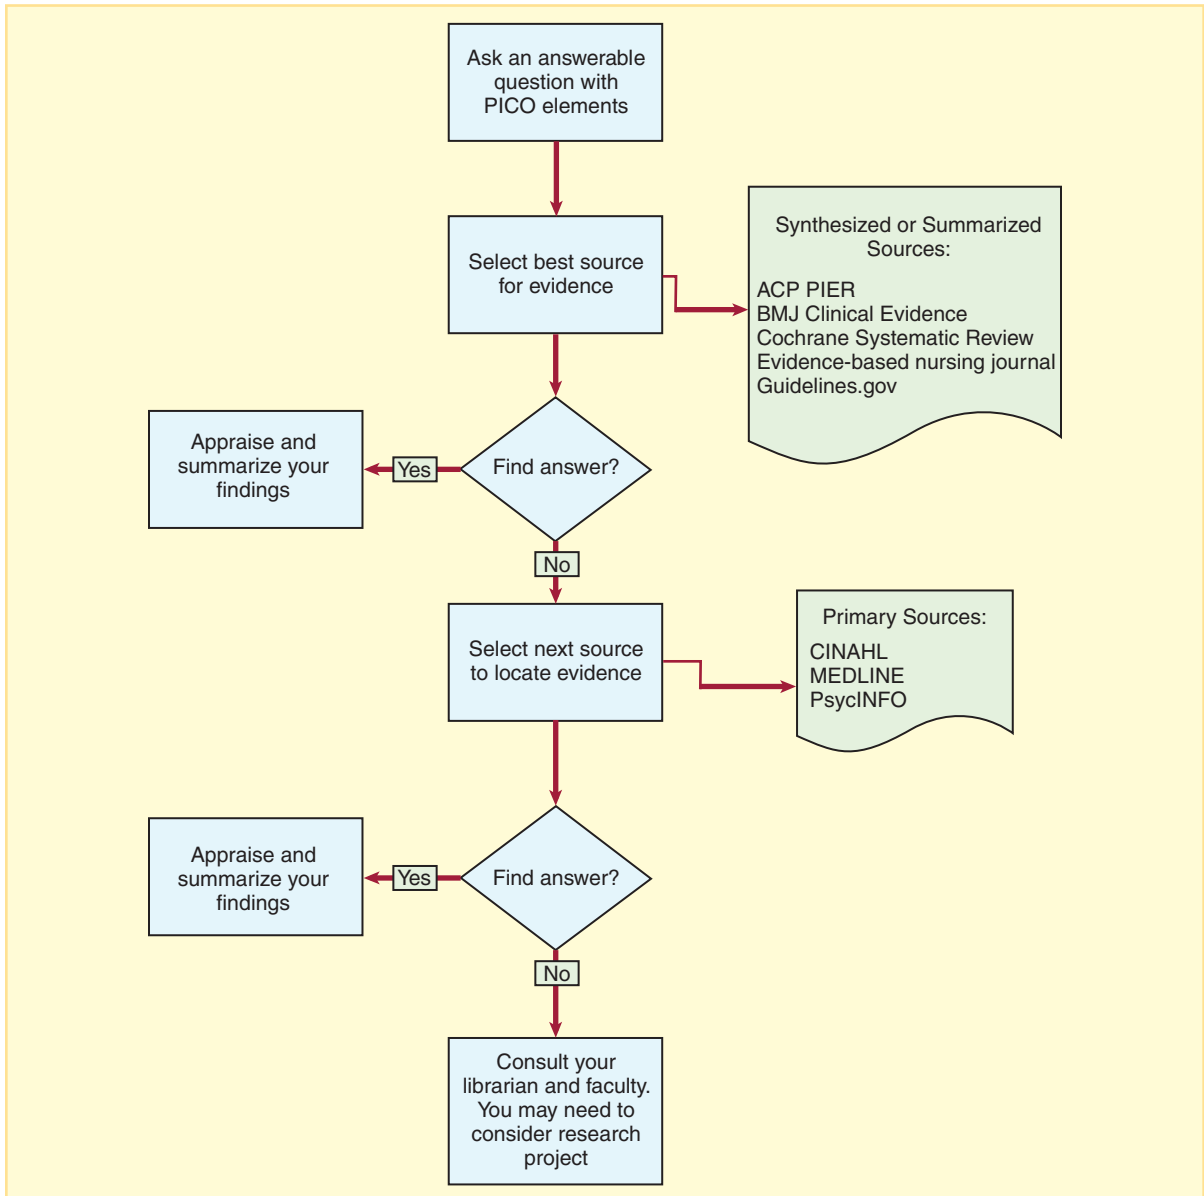 Ask an answerable
question with
PICO elements
Select best source
for evidence
Synthesized or Summarized
Sources:
ACP PIER
BMJ Clinical Evidence
Cochrane Systematic Review
Evidence-based nursing journal
Guidelines.gov
Find answer?
Yes
Appraise and
summarize your
findings
No
Select next source
to locate evidence
Primary Sources:
CINAHL
MEDLINE
PsycINFO
Find answer?
Yes
Appraise and
summarize your
findings
No
Consult your
librarian and faculty.
You may need to
consider research
project